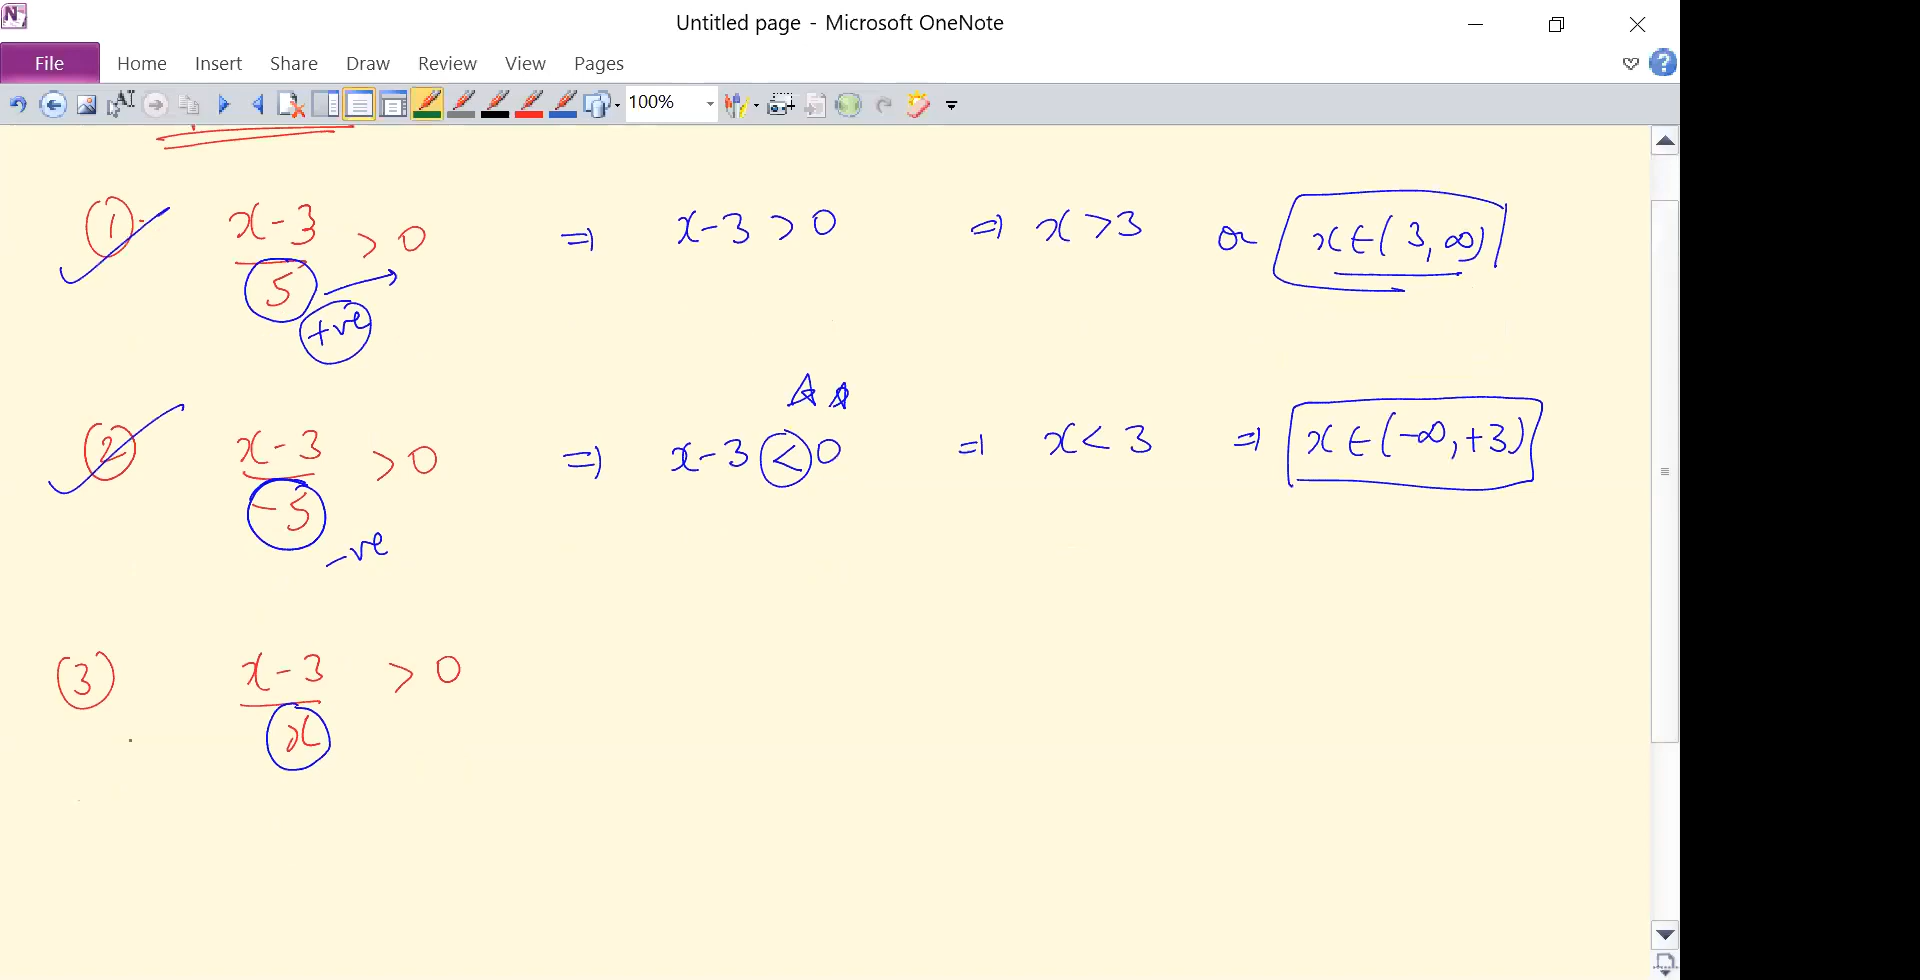 Untitled page - Microsoft OneNote
File Home Insert Share Draw Review View Pages
100%
① x-3/5 > 0 ⇒ x-3 > 0 ⇒ x > 3 or x ∈ (3, ∞)
+ve
② x-3/-5 > 0 ⇒ x-3 < 0 ⇒ x < 3 ⇒ x ∈ (-∞, +3)
-ve
③ x-3/x > 0